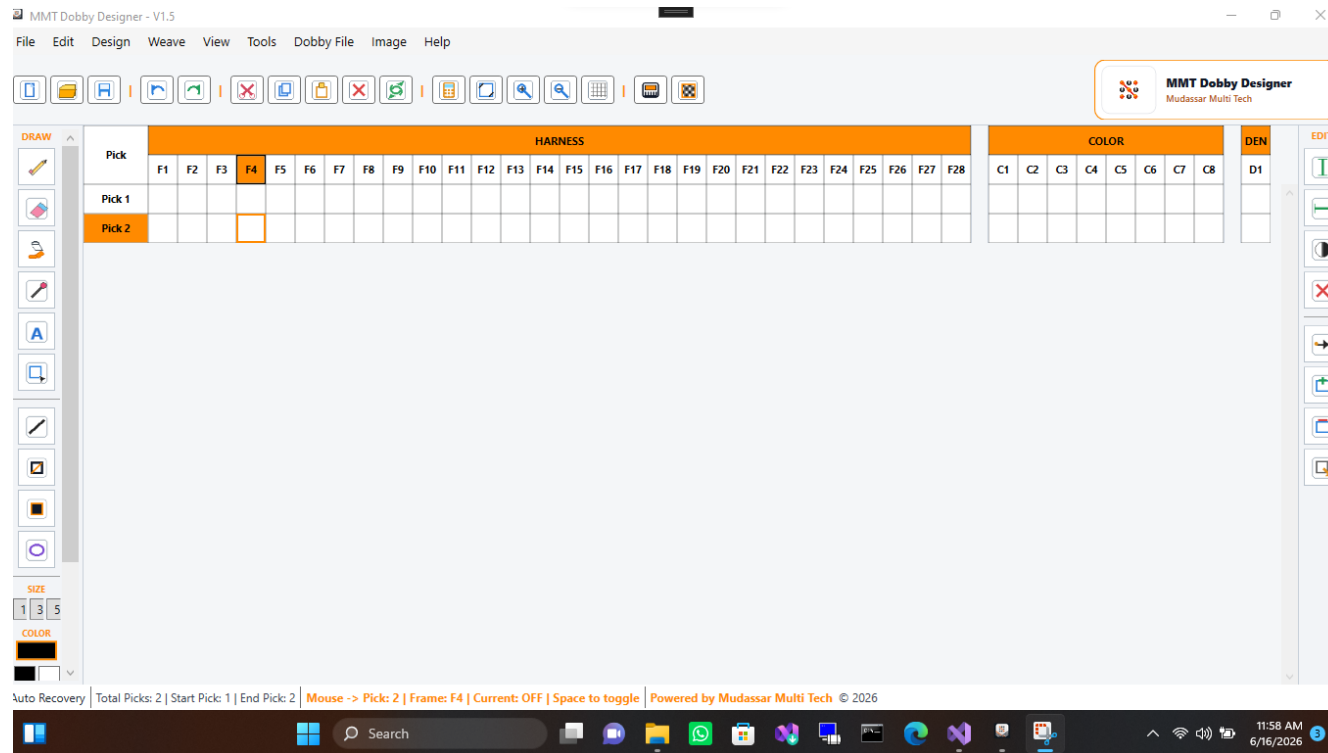 MMT Dobby Designer - V1.5
File Edit Design Weave View Tools Dobby File Image Help
MMT Dobby Designer
Mudassar Multi Tech
DRAW
Pick HARNESS COLOR DEN
F1 F2 F3 F4 F5 F6 F7 F8 F9 F10 F11 F12 F13 F14 F15 F16 F17 F18 F19 F20 F21 F22 F23 F24 F25 F26 F27 F28 C1 C2 C3 C4 C5 C6 C7 C8 D1
Pick 1
Pick 2
A
SIZE
1 3 5
COLOR
Auto Recovery Total Picks: 2 | Start Pick: 1 | End Pick: 2 Mouse -> Pick: 2 | Frame: F4 | Current: OFF | Space to toggle Powered by Mudassar Multi Tech © 2026
Search
11:58 AM
6/16/2026
3